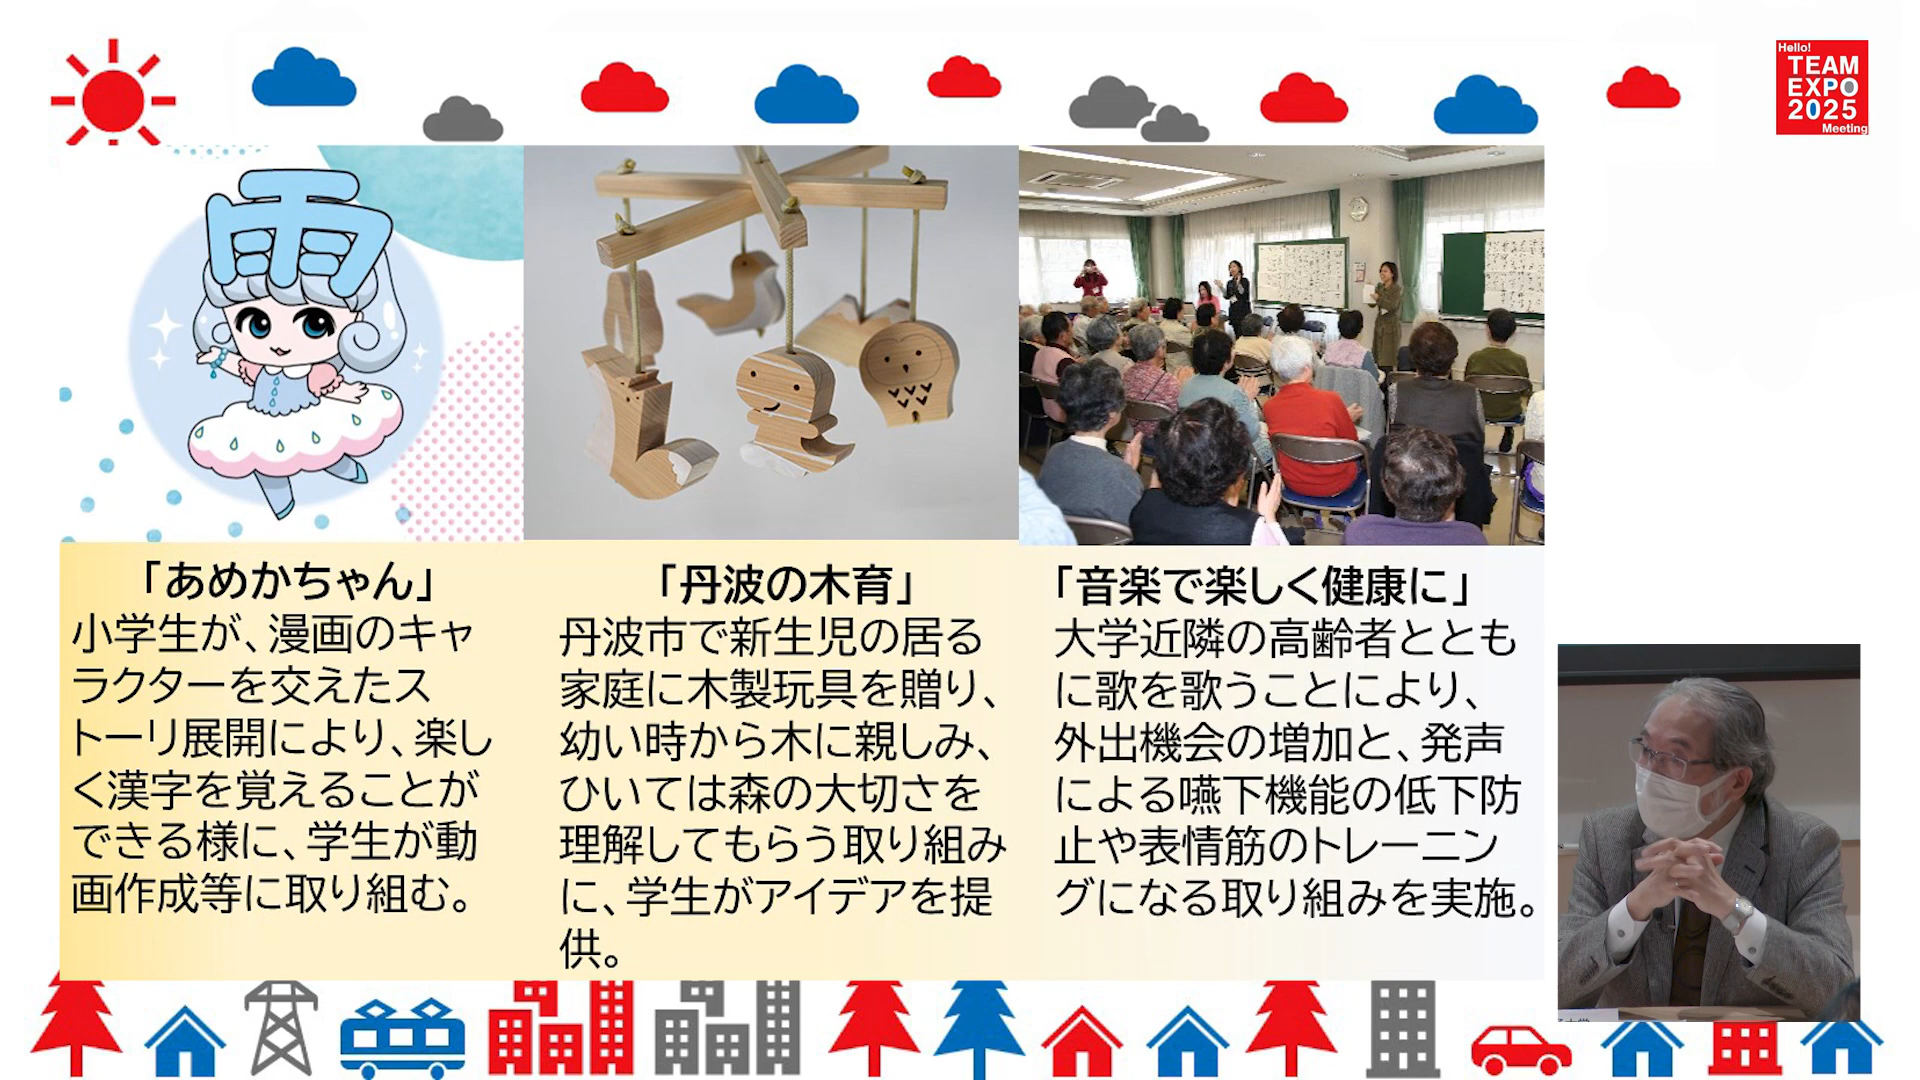 Hello!
TEAM
EXPO
2025
Meeting
雨
「あめかちゃん」
小学生が、漫画のキャ
ラクターを交えたス
トーリ展開により、楽し
く漢字を覚えることが
できる様に、学生が動
画作成等に取り組む。
「丹波の木育」
丹波市で新生児の居る
家庭に木製玩具を贈り、
幼い時から木に親しみ、
ひいては森の大切さを
理解してもらう取り組み
に、学生がアイデアを提
供。
「音楽で楽しく健康に」
大学近隣の高齢者ととも
に歌を歌うことにより、
外出機会の増加と、発声
による嚥下機能の低下防
止や表情筋のトレーニン
グになる取り組みを実施。